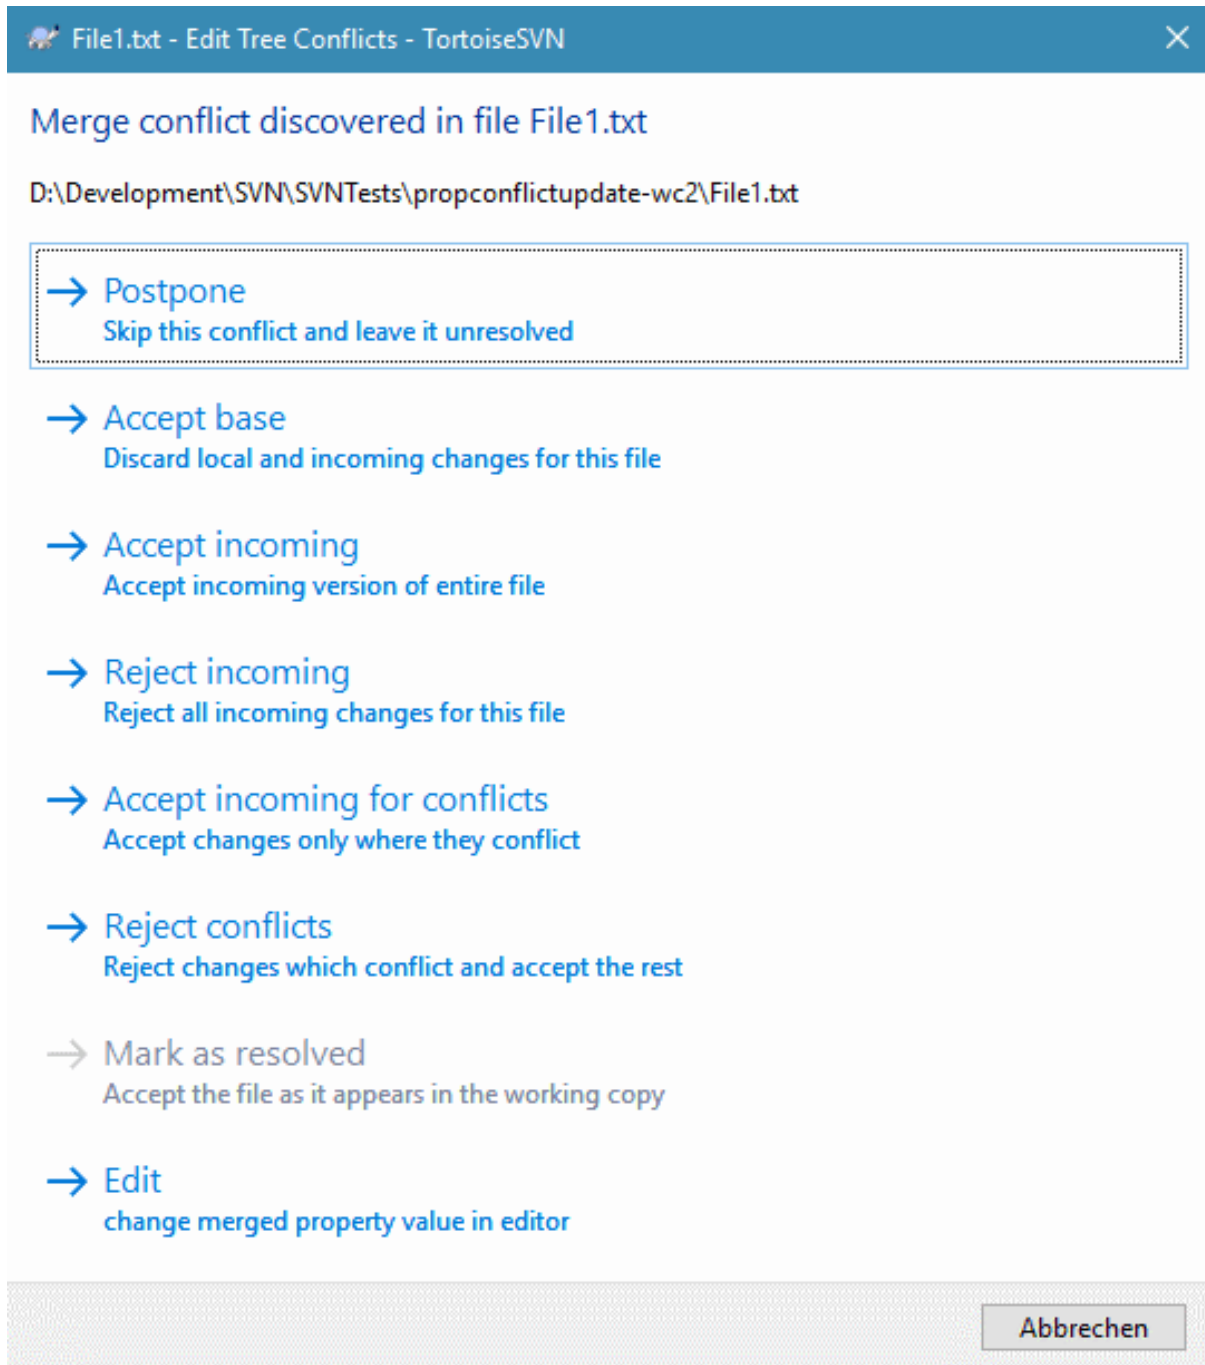 File1.txt - Edit Tree Conflicts - TortoiseSVN
Merge conflict discovered in file File1.txt
D:\Development\SVN\SVNTests\propconflictupdate-wc2\File1.txt
Postpone
Skip this conflict and leave it unresolved
Accept base
Discard local and incoming changes for this file
Accept incoming
Accept incoming version of entire file
Reject incoming
Reject all incoming changes for this file
Accept incoming for conflicts
Accept changes only where they conflict
Reject conflicts
Reject changes which conflict and accept the rest
Mark as resolved
Accept the file as it appears in the working copy
Edit
change merged property value in editor
Abbrechen